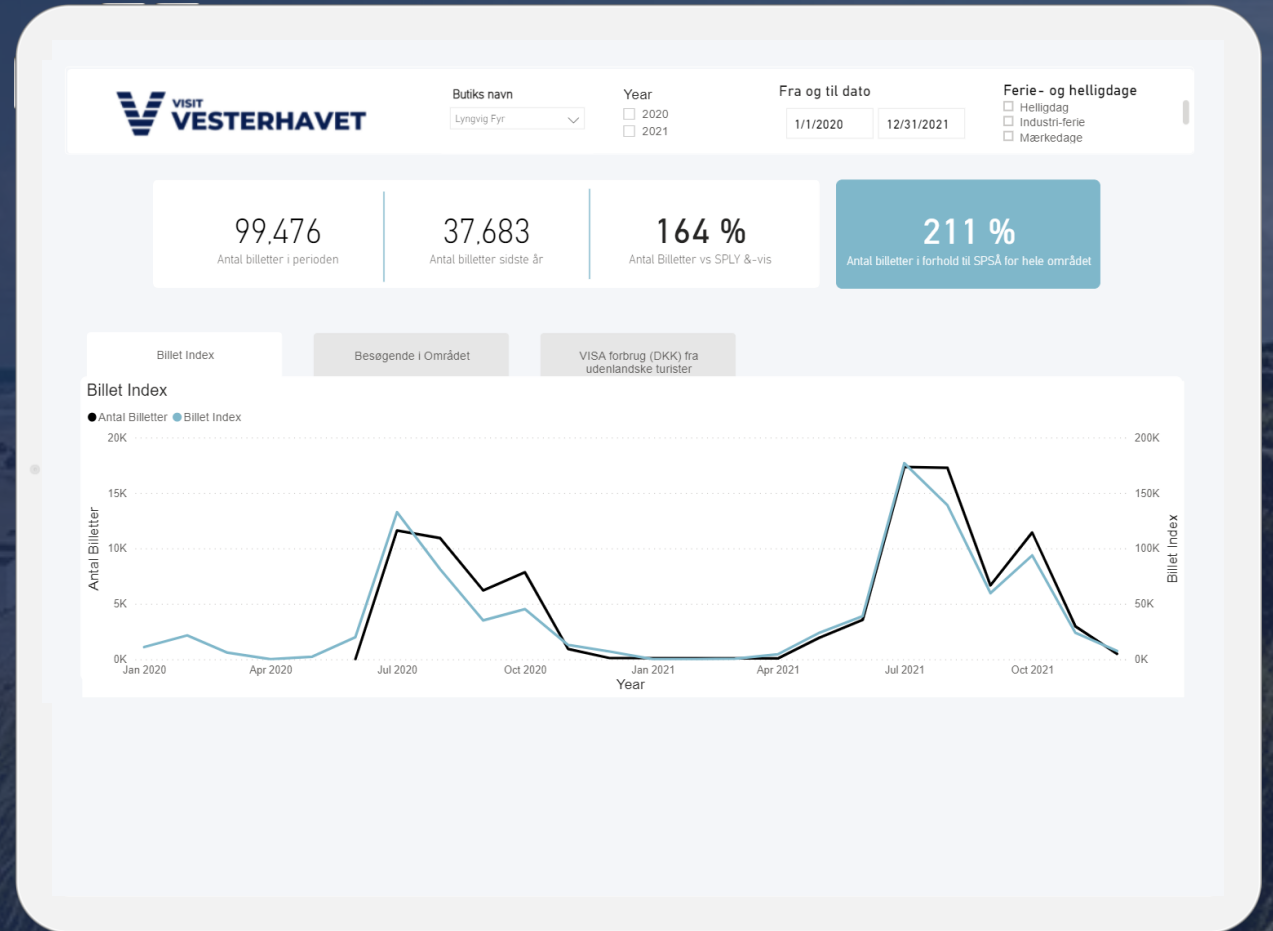 VISIT
VESTERHAVET
Butiks navn
Lyngvig Fyr
Year
2020
2021
Fra og til dato
1/1/2020
12/31/2021
Ferie- og helligdage
Helligdag
Industri-ferie
Mærkedage
99,476
Antal billetter i perioden
37,683
Antal billetter sidste år
164 %
Antal Billetter vs SPLY &-vis
211 %
Antal billetter i forhold til SPSÅ for hele området
Billet Index
Besøgende i Området
VISA forbrug (DKK) fra
udenlandske turister
Billet Index
Antal Billetter
Billet Index
20K
15K
10K
5K
0K
Antal Billetter
200K
150K
100K
50K
0K
Billet Index
Jan 2020
Apr 2020
Jul 2020
Oct 2020
Jan 2021
Apr 2021
Jul 2021
Oct 2021
Year